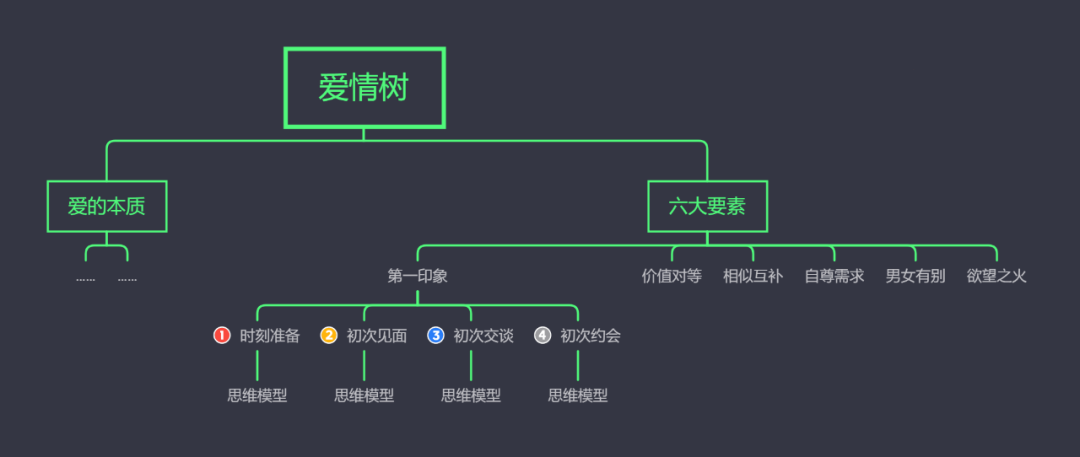 爱情树
爱的本质 六大要素
…… …… 第一印象 价值对等 相似互补 自尊需求 男女有别 欲望之火
1 时刻准备 2 初次见面 3 初次交谈 4 初次约会
思维模型 思维模型 思维模型 思维模型